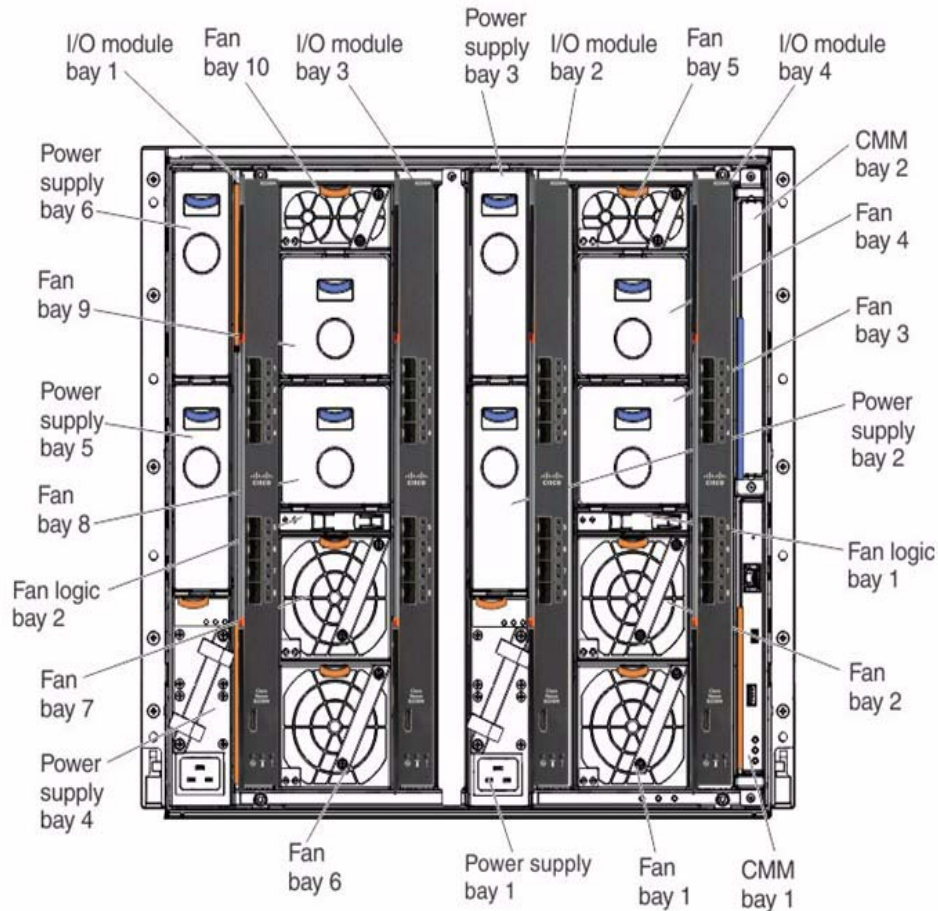 I/O module
bay 1
Fan
bay 10
I/O module
bay 3
Power
supply
bay 3
I/O module
bay 2
Fan
bay 5
I/O module
bay 4
Power
supply
bay 6
CMM
bay 2
Fan
bay 4
Fan
bay 9
Fan
bay 3
Power
supply
bay 5
Power
supply
bay 2
Fan
bay 8
Fan logic
bay 1
Fan logic
bay 2
Fan
bay 7
Fan
bay 2
Power
supply
bay 4
Fan
bay 6
Power supply
bay 1
Fan
bay 1
CMM
bay 1
CISCO
CISCO
CISCO
CISCO